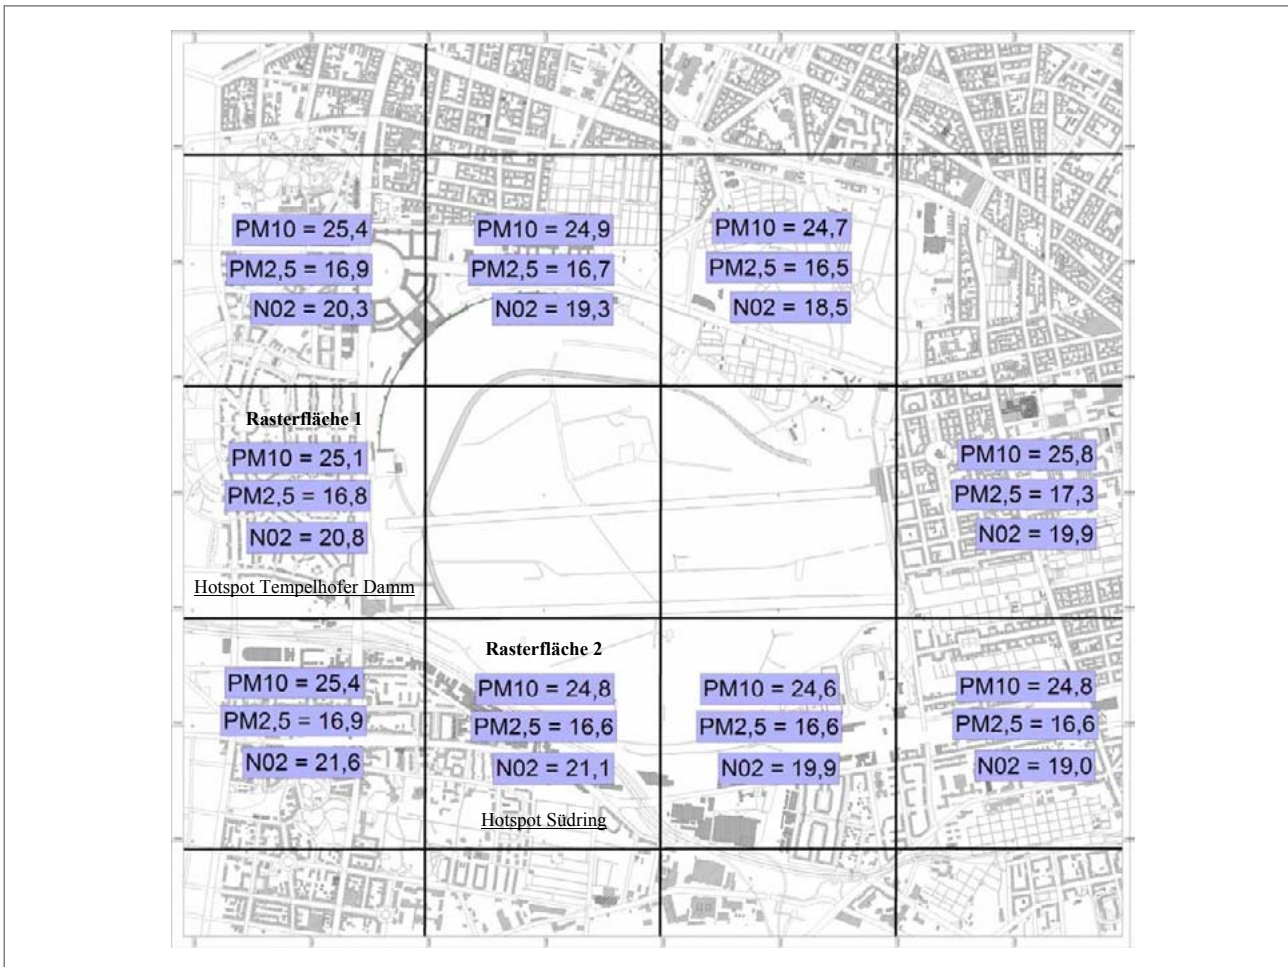 PM10 = 25,4
PM2,5 = 16,9
N02 = 20,3
PM10 = 24,9
PM2,5 = 16,7
N02 = 19,3
PM10 = 24,7
PM2,5 = 16,5
N02 = 18,5
Rasterfläche 1
PM10 = 25,1
PM2,5 = 16,8
N02 = 20,8
Hotspot Tempelhofer Damm
PM10 = 25,8
PM2,5 = 17,3
N02 = 19,9
PM10 = 25,4
PM2,5 = 16,9
N02 = 21,6
Rasterfläche 2
PM10 = 24,8
PM2,5 = 16,6
N02 = 21,1
Hotspot Südring
PM10 = 24,6
PM2,5 = 16,6
N02 = 19,9
PM10 = 24,8
PM2,5 = 16,6
N02 = 19,0